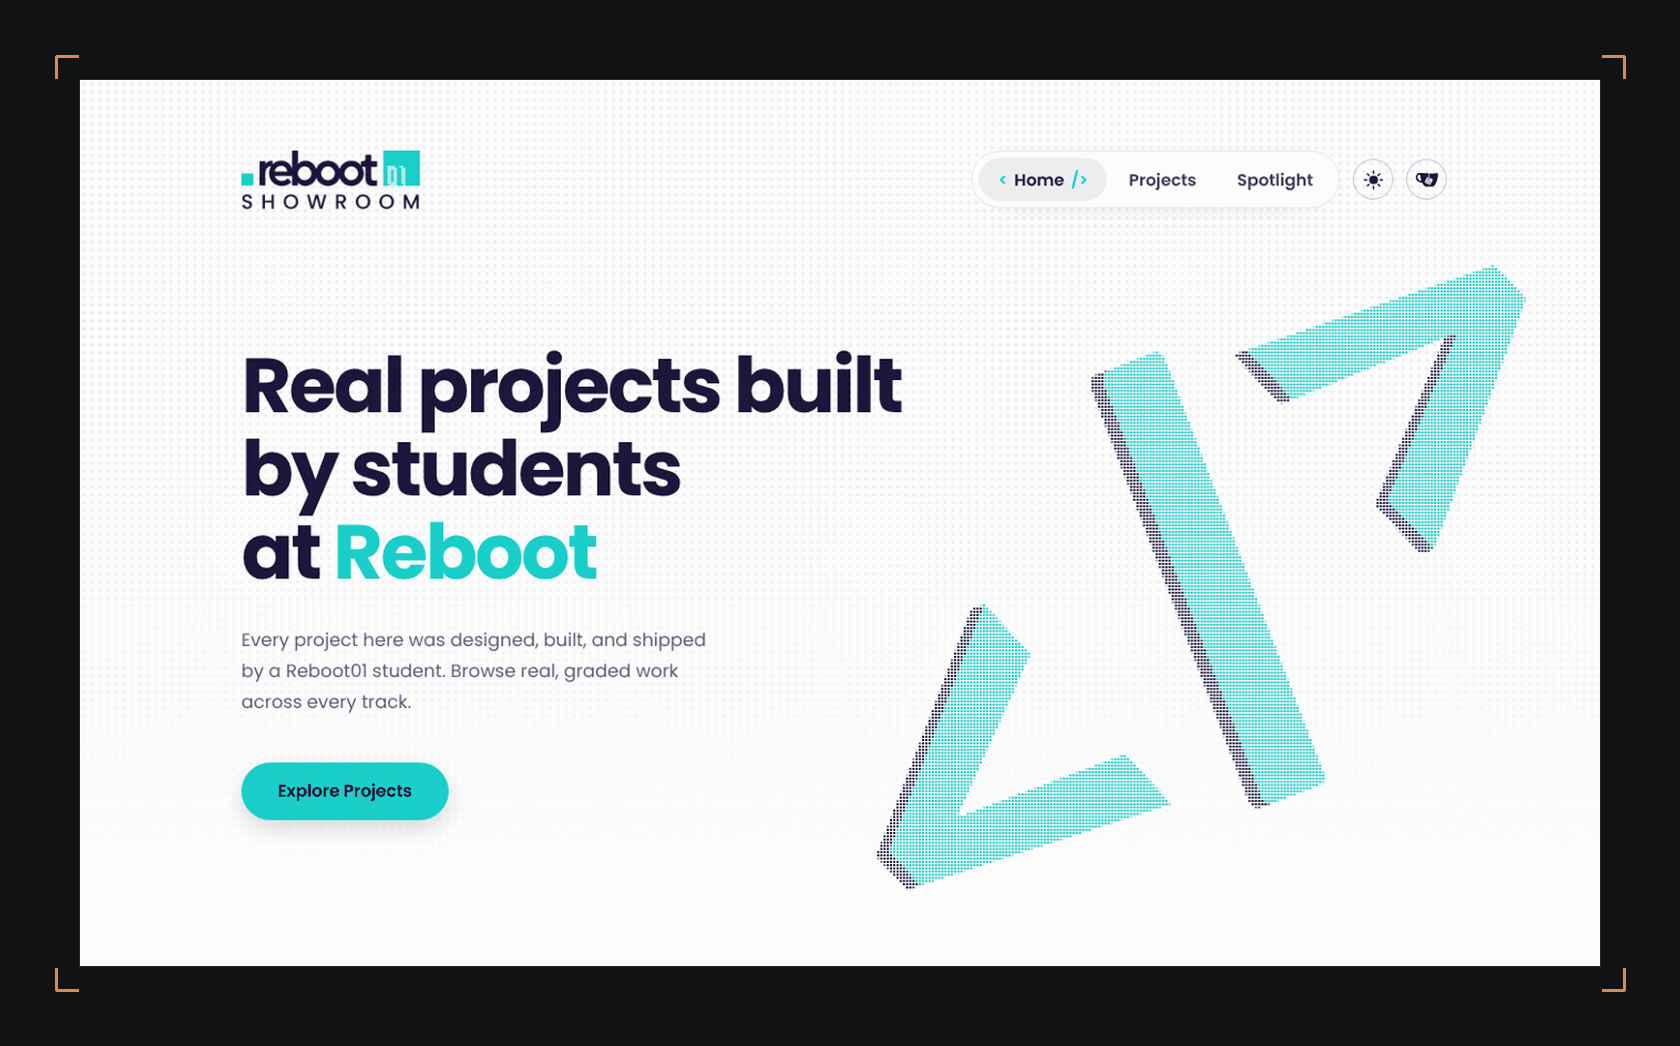 .reboot 01
SHOWROOM
< Home /> Projects Spotlight
Real projects built
by students
at Reboot
Every project here was designed, built, and shipped
by a Reboot01 student. Browse real, graded work
across every track.
Explore Projects